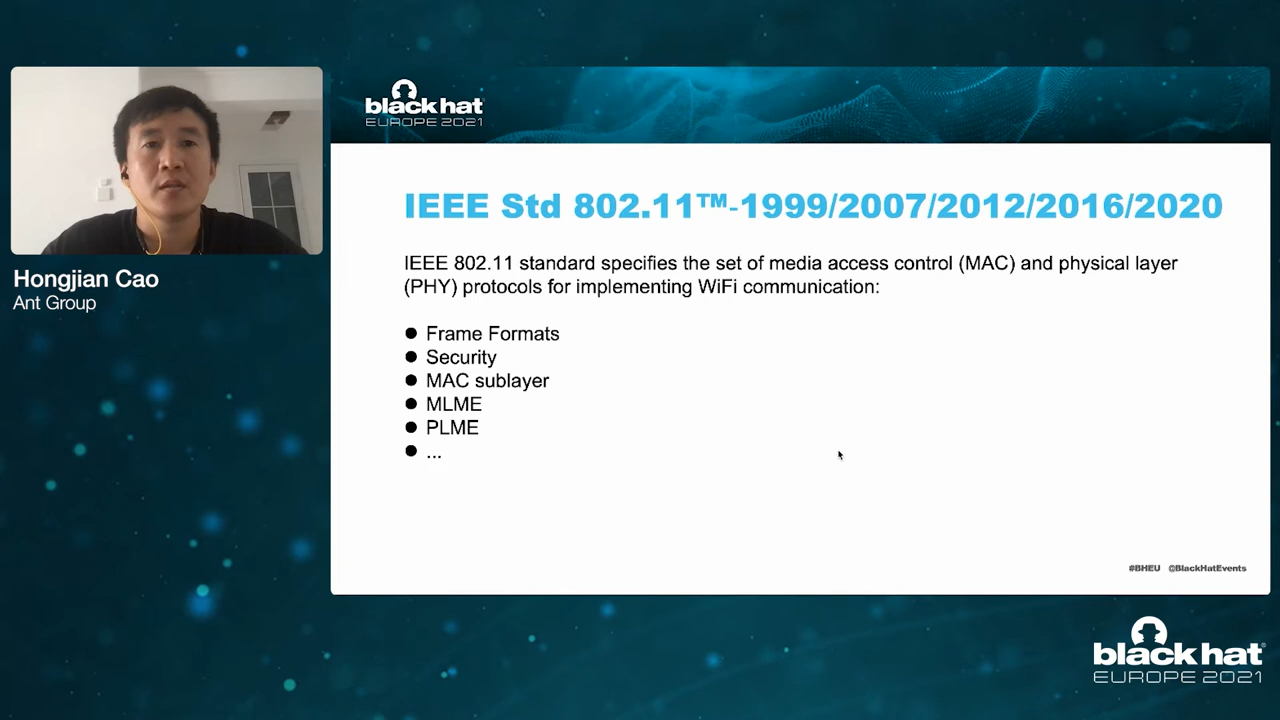 black hat
EUROPE 2021
IEEE Std 802.11™-1999/2007/2012/2016/2020
IEEE 802.11 standard specifies the set of media access control (MAC) and physical layer
(PHY) protocols for implementing WiFi communication:
● Frame Formats
● Security
● MAC sublayer
● MLME
● PLME
● ...
#BHEU @BlackHatEvents
Hongjian Cao
Ant Group
black hat®
EUROPE 2021